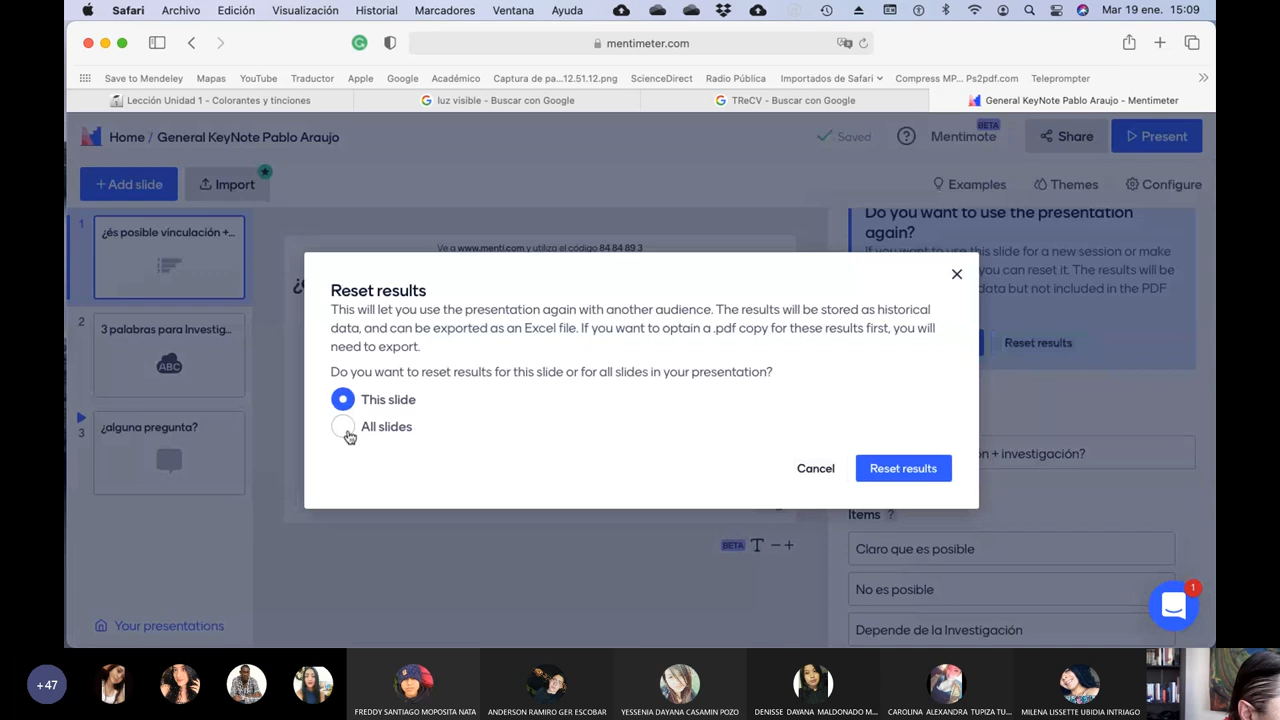 Safari Archivo Edición Visualización Historial Marcadores Ventana Ayuda Mar 19 ene. 15:09
mentimeter.com
Save to Mendeley Mapas YouTube Traductor Apple Google Académico Captura de pa...12.51.12.png ScienceDirect Radio Pública Importados de Safari Compress MP... Ps2pdf.com Teleprompter
Lección Unidad 1 - Colorantes y tinciones luz visible - Buscar con Google TReCV - Buscar con Google General KeyNote Pablo Araujo - Mentimeter
Home / General KeyNote Pablo Araujo Saved ? Mentimote BETA Share Present
+ Add slide Import Examples Themes Configure
1 ¿és posible vinculación +...
2 3 palabras para Investig...
ABC
3 ¿alguna pregunta?
Your presentations
Ve a www.menti.com y utiliza el código 84 84 89 3
Do you want to use the presentation
again?
If you want to use this slide for a new session or make
you can reset it. The results will be
data but not included in the PDF
Reset results
Reset results
This will let you use the presentation again with another audience. The results will be stored as historical
data, and can be exported as an Excel file. If you want to optain a .pdf copy for these results first, you will
need to export.
Do you want to reset results for this slide or for all slides in your presentation?
This slide
All slides
Cancel Reset results
n + investigación?
Items ?
Claro que es posible
No es posible
Depende de la Investigación
BETA T − +
1
+47 FREDDY SANTIAGO MOPOSITA NATA ANDERSON RAMIRO GER ESCOBAR YESSENIA DAYANA CASAMIN POZO DENISSE DAYANA MALDONADO M... CAROLINA ALEXANDRA TUPIZA TU... MILENA LISSETTE UBIDIA INTRIAGO